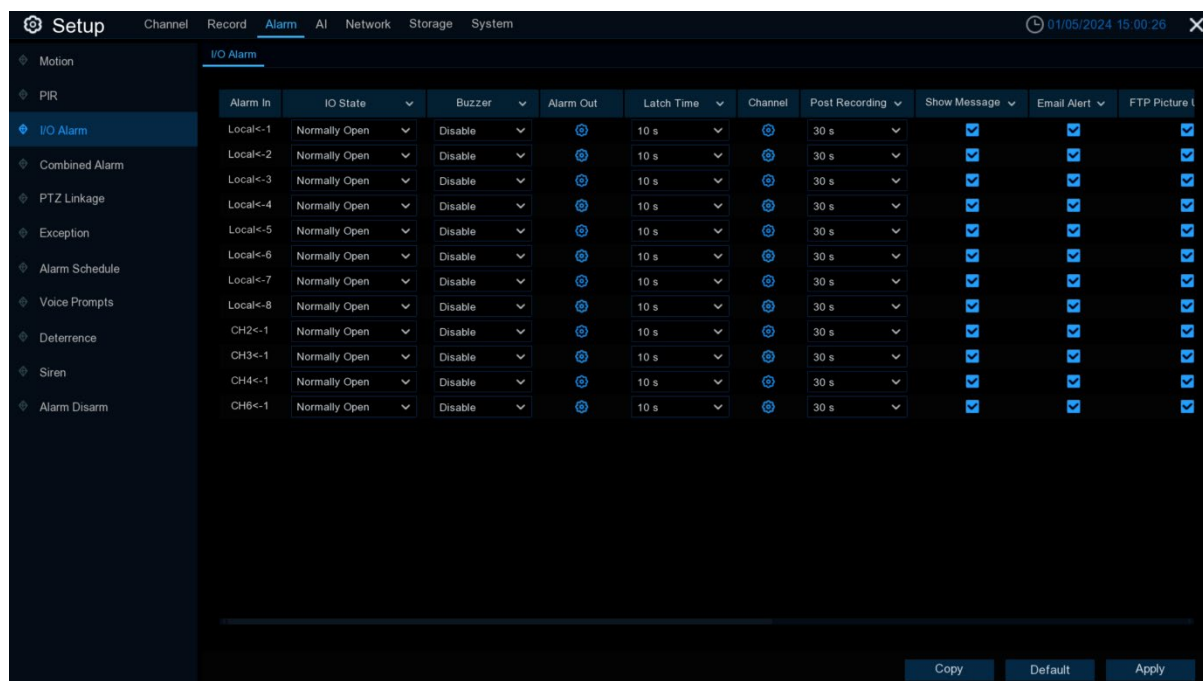 Setup Channel Record Alarm AI Network Storage System 01/05/2024 15:00:26
Motion
PIR
I/O Alarm
Combined Alarm
PTZ Linkage
Exception
Alarm Schedule
Voice Prompts
Deterrence
Siren
Alarm Disarm
I/O Alarm
Alarm In IO State Buzzer Alarm Out Latch Time Channel Post Recording Show Message Email Alert FTP Picture
Local<-1 Normally Open Disable 10 s 30 s
Local<-2 Normally Open Disable 10 s 30 s
Local<-3 Normally Open Disable 10 s 30 s
Local<-4 Normally Open Disable 10 s 30 s
Local<-5 Normally Open Disable 10 s 30 s
Local<-6 Normally Open Disable 10 s 30 s
Local<-7 Normally Open Disable 10 s 30 s
Local<-8 Normally Open Disable 10 s 30 s
CH2<-1 Normally Open Disable 10 s 30 s
CH3<-1 Normally Open Disable 10 s 30 s
CH4<-1 Normally Open Disable 10 s 30 s
CH6<-1 Normally Open Disable 10 s 30 s
Copy Default Apply